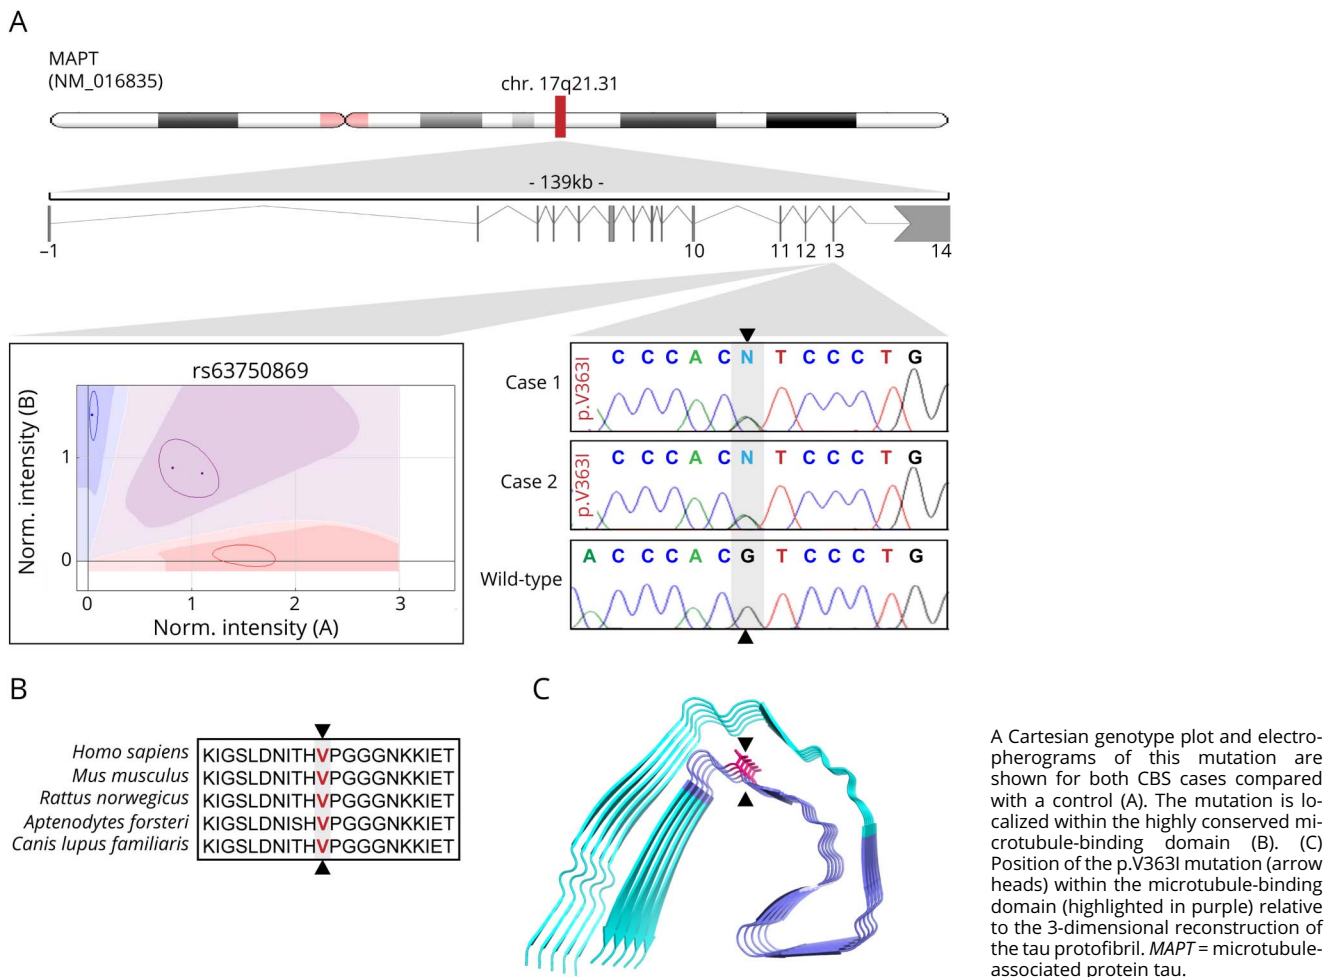 A
MAPT
(NM_016835)
chr. 17q21.31
- 139kb -
–1
10
11
12
13
14
rs63750869
Norm. intensity (B)
1
0
0
1
2
3
Norm. intensity (A)
Case 1
p.V363I
C C C A C N T C C C T G
Case 2
p.V363I
C C C A C N T C C C T G
Wild-type
A C C C A C G T C C C T G
B
Homo sapiens KIGSLDNITHVPGGGNKKIET
Mus musculus KIGSLDNITHVPGGGNKKIET
Rattus norwegicus KIGSLDNITHVPGGGNKKIET
Aptenodytes forsteri KIGSLDNISHVPGGGNKKIET
Canis lupus familiaris KIGSLDNITHVPGGGNKKIET
C
A Cartesian genotype plot and electro-
pherograms of this mutation are
shown for both CBS cases compared
with a control (A). The mutation is lo-
calized within the highly conserved mi-
crotubule-binding domain (B). (C)
Position of the p.V363I mutation (arrow
heads) within the microtubule-binding
domain (highlighted in purple) relative
to the 3-dimensional reconstruction of
the tau protofibril. MAPT = microtubule-
associated protein tau.